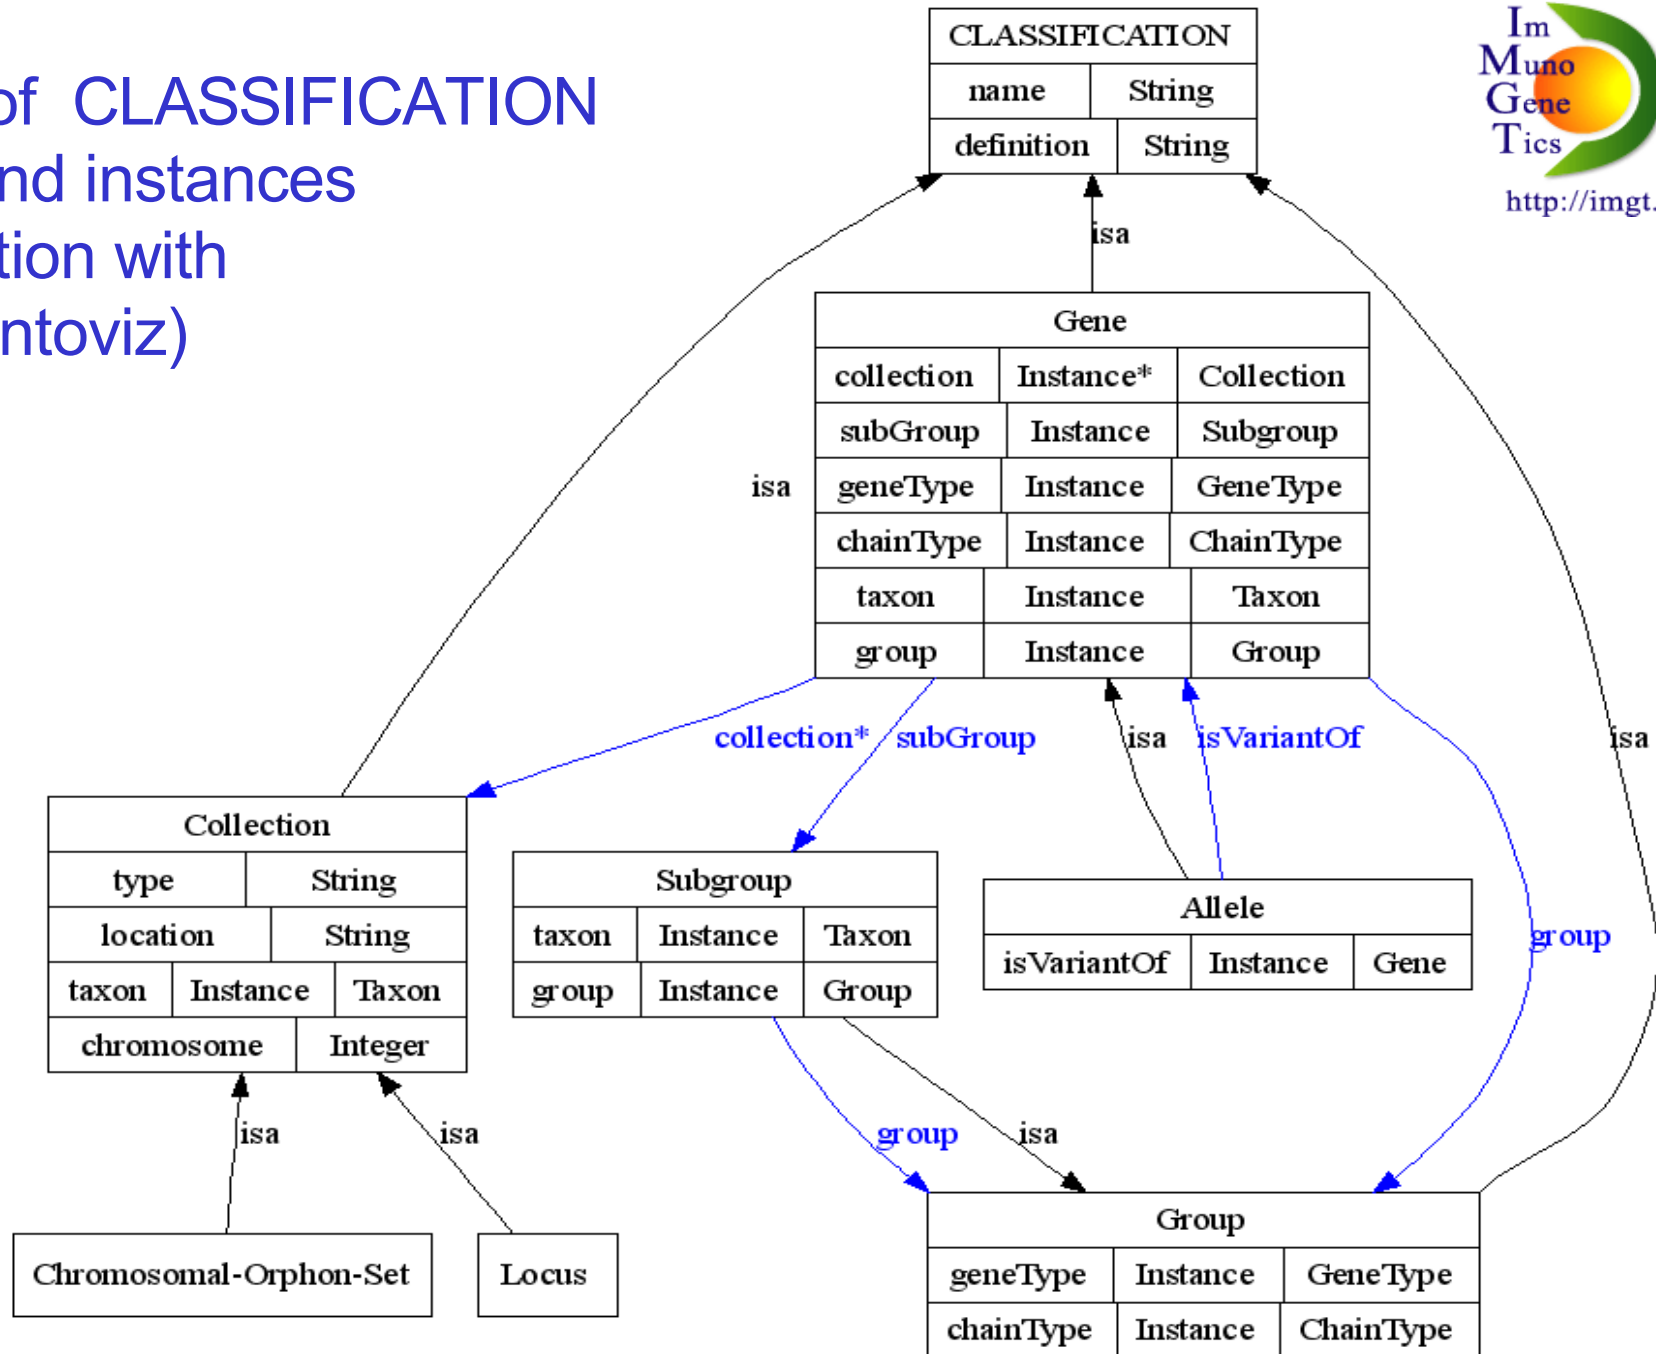 of CLASSIFICATION
nd instances
tion with
ntoviz)
Im
Muno
Gene
Tics
http://imgt.
CLASSIFICATION
name String
definition String
isa
Gene
collection Instance* Collection
subGroup Instance Subgroup
geneType Instance GeneType
chainType Instance ChainType
taxon Instance Taxon
group Instance Group
isa
collection* subGroup isa isVariantOf isa
Collection
type String
location String
taxon Instance Taxon
chromosome Integer
Subgroup
taxon Instance Taxon
group Instance Group
Allele
isVariantOf Instance Gene
group
isa isa group isa
Chromosomal-Orphon-Set
Locus
Group
geneType Instance GeneType
chainType Instance ChainType